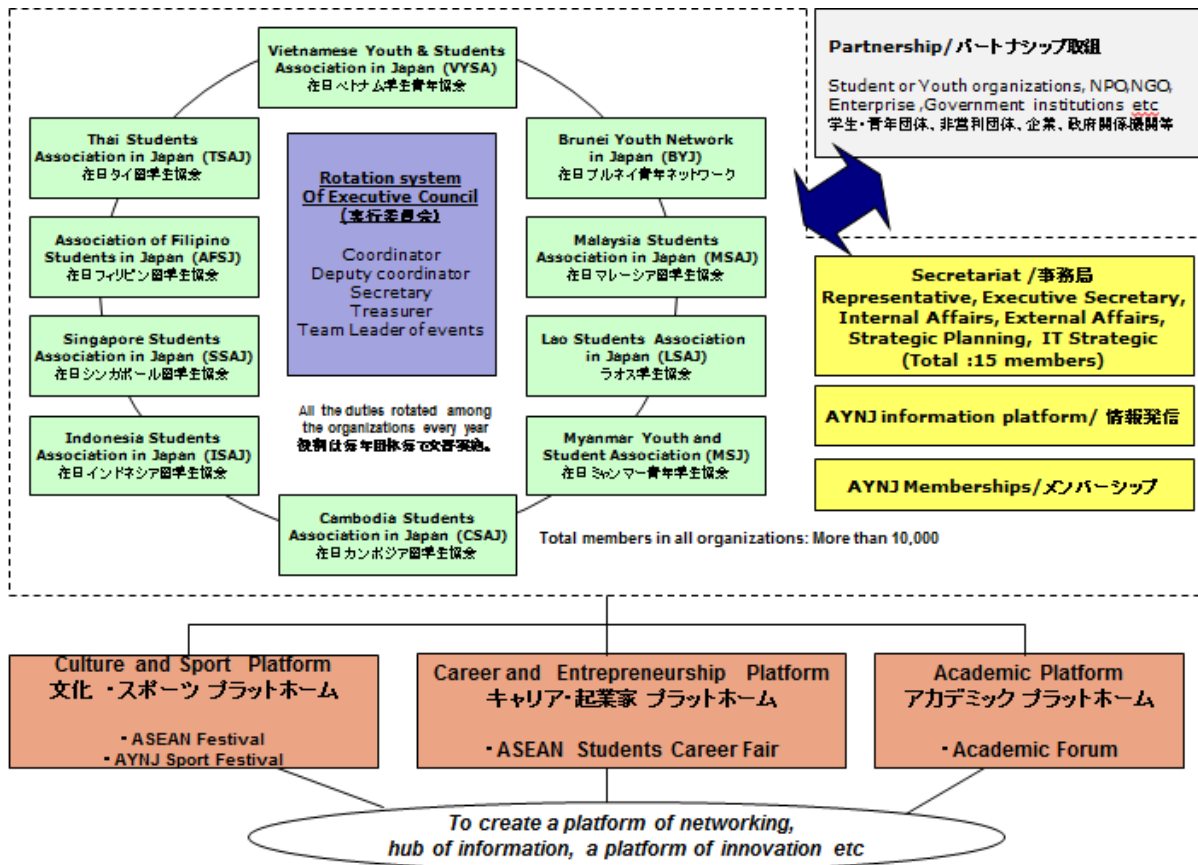 Vietnamese Youth & Students
Association in Japan (VYSA)
在日ベトナム学生青年協会
Thai Students
Association in Japan (TSAJ)
在日タイ留学生協会
Association of Filipino
Students in Japan (AFSJ)
在日フィリピン留学生協会
Singapore Students
Association in Japan (SSAJ)
在日シンガポール留学生協会
Indonesia Students
Association in Japan (ISAJ)
在日インドネシア留学生協会
Cambodia Students
Association in Japan (CSAJ)
在日カンボジア留学生協会
Rotation system
Of Executive Council
(実行委員会)
Coordinator
Deputy coordinator
Secretary
Treasurer
Team Leader of events
All the duties rotated among
the organizations every year
役割は毎年団体毎で交番実施。
Brunei Youth Network
in Japan (BYJ)
在日ブルネイ青年ネットワーク
Malaysia Students
Association in Japan (MSAJ)
在日マレーシア留学生協会
Lao Students Association
in Japan (LSAJ)
ラオス学生協会
Myanmar Youth and
Student Association (MSJ)
在日ミャンマー青年学生協会
Total members in all organizations: More than 10,000
Partnership/パートナシップ取組
Student or Youth organizations, NPO,NGO,
Enterprise ,Government institutions etc
学生・青年団体、非営利団体、企業、政府関係機関等
Secretariat /事務局
Representative, Executive Secretary,
Internal Affairs, External Affairs,
Strategic Planning, IT Strategic
(Total :15 members)
AYNJ information platform/ 情報発信
AYNJ Memberships/メンバーシップ
Culture and Sport Platform
文化 ・スポーツ プラットホーム
・ASEAN Festival
・AYNJ Sport Festival
Career and Entrepreneurship Platform
キャリア・起業家 プラットホーム
・ASEAN Students Career Fair
Academic Platform
アカデミック プラットホーム
・Academic Forum
To create a platform of networking,
hub of information, a platform of innovation etc